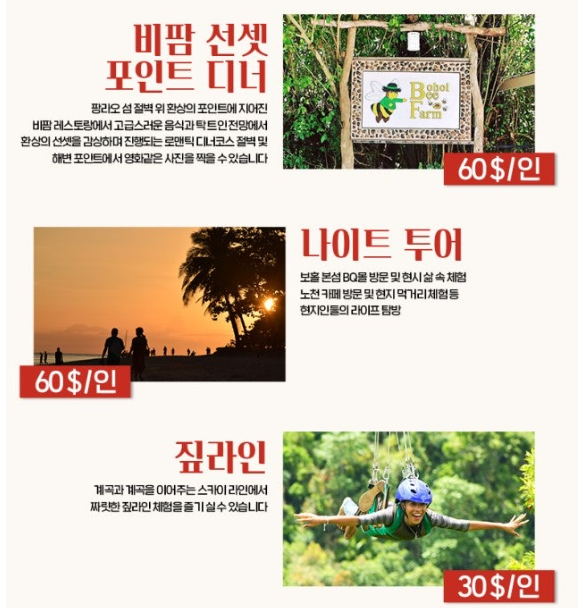 비팜 선셋
포인트 디너
팡라오 섬 절벽 위 환상의 포인트에 지어진
비팜 레스토랑에서 고급스러운 음식과 탁 트인 전망에서
환상의 선셋을 감상하며 진행되는 로맨틱 디너코스 절벽 및
해변 포인트에서 영화같은 사진을 찍을 수 있습니다
Bohol
Bee
Farm
60$/인
나이트 투어
보홀 본섬 BQ몰 방문 및 현시 삶 속 체험
노천 카페 방문 및 현지 먹거리 체험 등
현지인들의 라이프 탐방
60$/인
짚라인
계곡과 계곡을 이어주는 스카이 라인에서
짜릿한 짚라인 체험을 즐기실 수 있습니다
30$/인